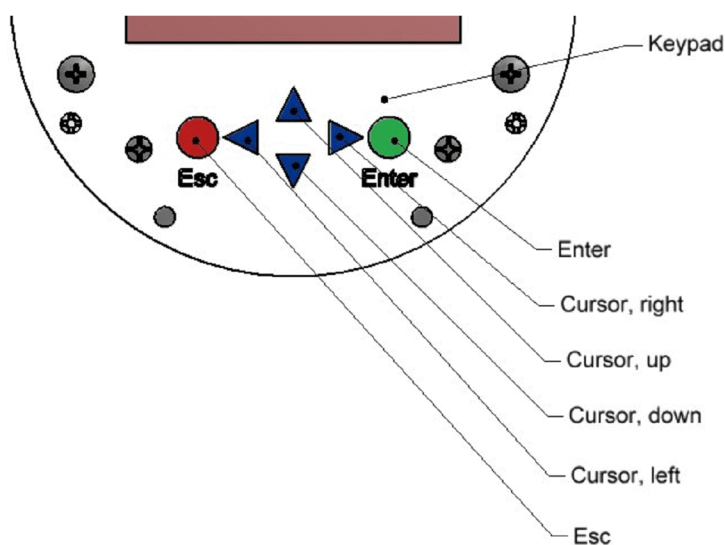 Keypad
Esc
Enter
Enter
Cursor, right
Cursor, up
Cursor, down
Cursor, left
Esc